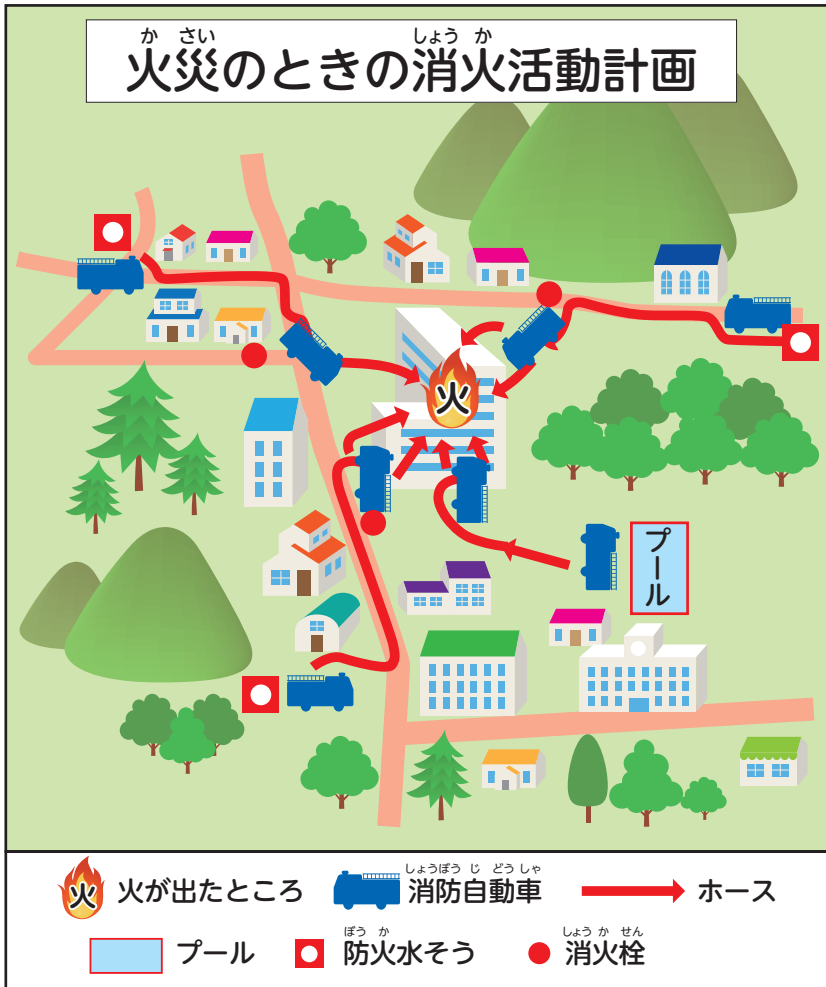 か さい しょう か
火災のときの消火活動計画
火
プール
火 火が出たところ
しょうぼう じ どう しゃ
消防自動車
ホース
プール
ぼう か
防火水そう
しょう か せん
消火栓